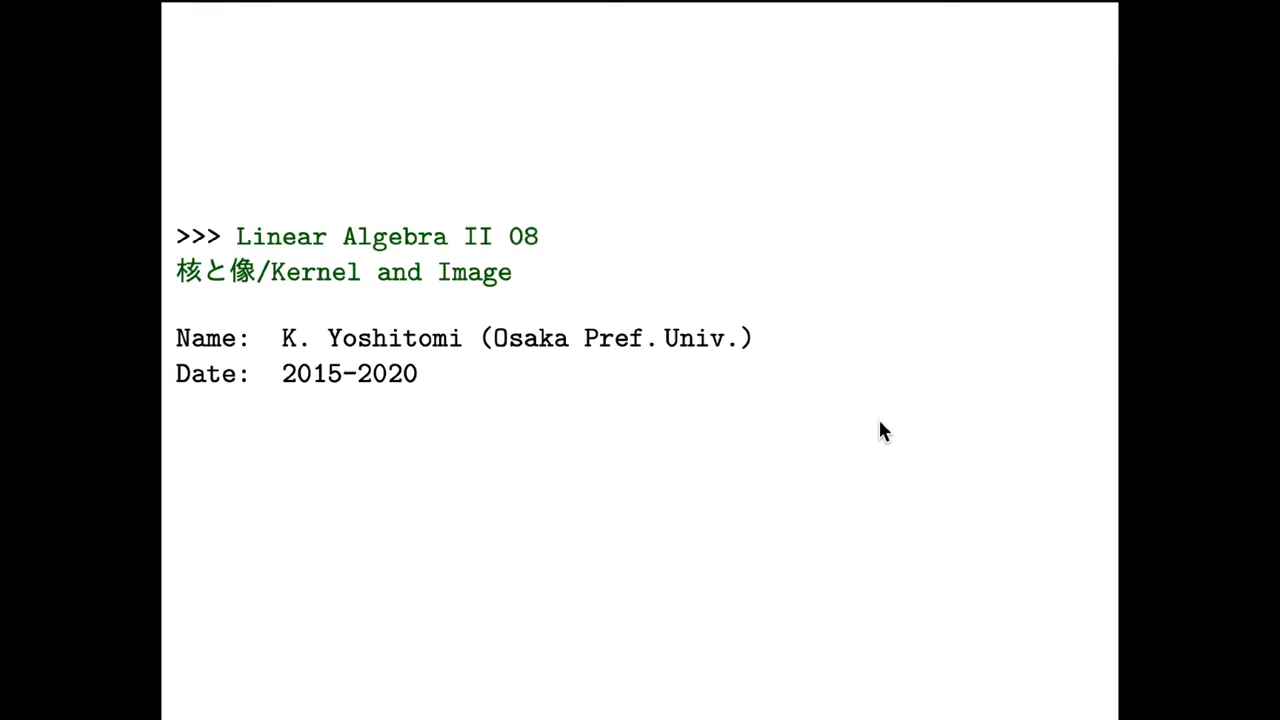 >>> Linear Algebra II 08
核と像/Kernel and Image
Name: K. Yoshitomi (Osaka Pref.Univ.)
Date: 2015-2020